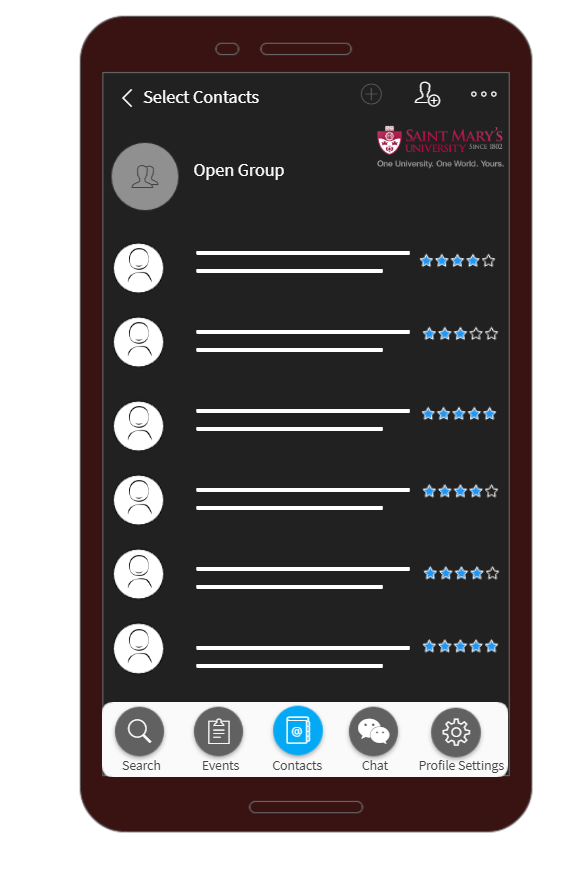 Select Contacts
SAINT MARY'S
UNIVERSITY SINCE 1802
One University. One World. Yours.
Open Group
@
Search
Events
Contacts
Chat
Profile Settings